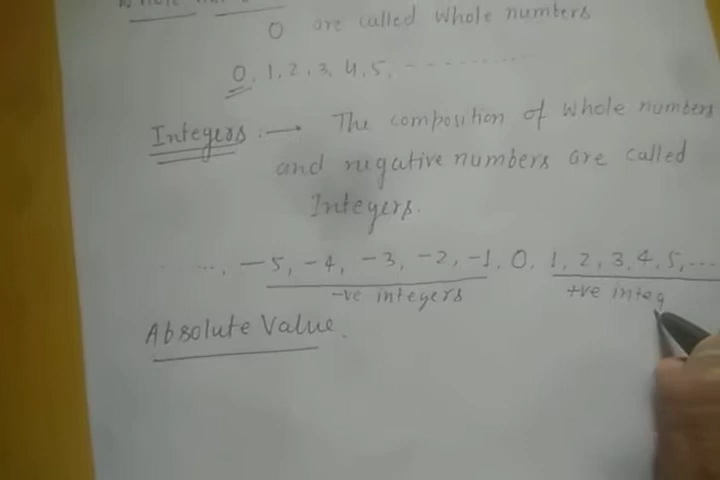 0 are called Whole numbers
0, 1, 2, 3, 4, 5, ...........
Integers :→ The composition of Whole numbers
and negative numbers are called
Integers.
..., -5, -4, -3, -2, -1, 0, 1, 2, 3, 4, 5, ...
-ve integers +ve integ
Absolute Value.